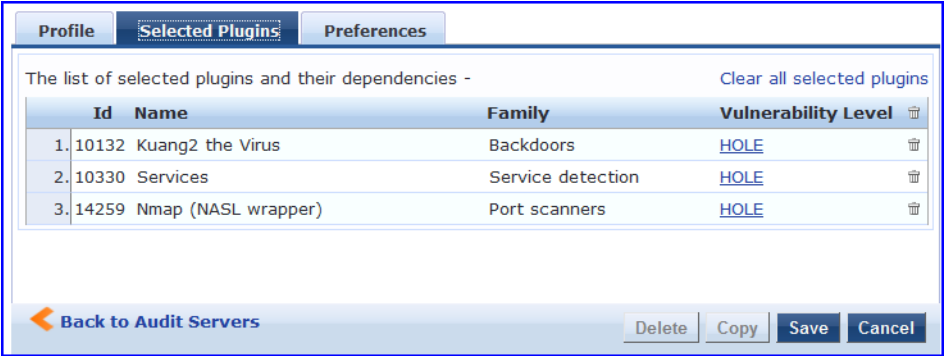 Profile Selected Plugins Preferences
The list of selected plugins and their dependencies - Clear all selected plugins
Id Name Family Vulnerability Level
1. 10132 Kuang2 the Virus Backdoors HOLE
2. 10330 Services Service detection HOLE
3. 14259 Nmap (NASL wrapper) Port scanners HOLE
Back to Audit Servers Delete Copy Save Cancel